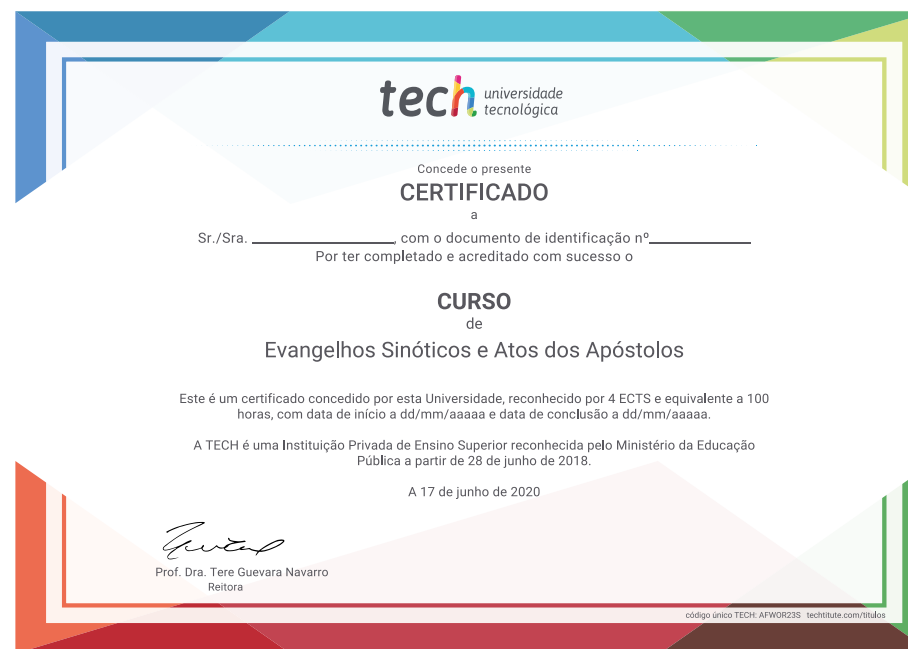 tech universidade
tecnológica
Concede o presente
CERTIFICADO
a
Sr./Sra. ____________________, com o documento de identificação nº______________
Por ter completado e acreditado com sucesso o
CURSO
de
Evangelhos Sinóticos e Atos dos Apóstolos
Este é um certificado concedido por esta Universidade, reconhecido por 4 ECTS e equivalente a 100
horas, com data de início a dd/mm/aaaaa e data de conclusão a dd/mm/aaaaa.
A TECH é uma Instituição Privada de Ensino Superior reconhecida pelo Ministério da Educação
Pública a partir de 28 de junho de 2018.
A 17 de junho de 2020
Prof. Dra. Tere Guevara Navarro
Reitora
código único TECH: AFWOR23S techtitute.com/titulos